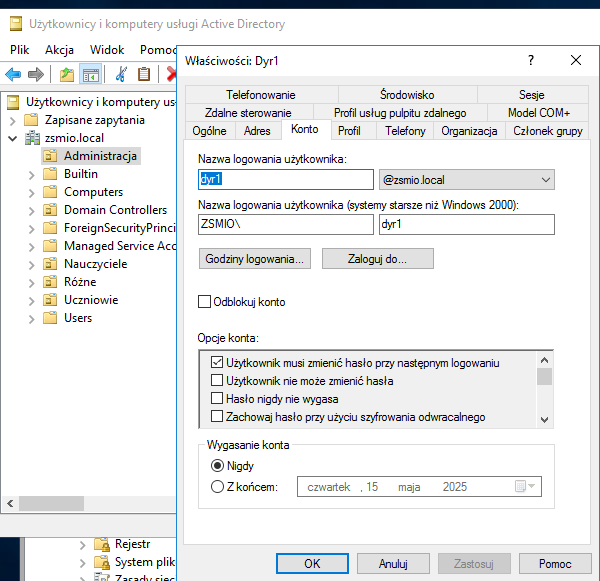 Użytkownicy i komputery usługi Active Directory
Plik Akcja Widok Pomoc
Użytkownicy i komputery us
Zapisane zapytania
zsmio.local
Administracja
Builtin
Computers
Domain Controllers
ForeignSecurityPrinci
Managed Service Acc
Nauczyciele
Różne
Uczniowie
Users
Rejestr
System plik
Zasady siec
Właściwości: Dyr1
?
Telefonowanie Środowisko Sesje
Zdalne sterowanie Profil usług pulpitu zdalnego Model COM+
Ogólne Adres Konto Profil Telefony Organizacja Członek grupy
Nazwa logowania użytkownika:
dyr1 @zsmio.local
Nazwa logowania użytkownika (systemy starsze niż Windows 2000):
ZSMIO\ dyr1
Godziny logowania... Zaloguj do...
Odblokuj konto
Opcje konta:
Użytkownik musi zmienić hasło przy następnym logowaniu
Użytkownik nie może zmienić hasła
Hasło nigdy nie wygasa
Zachowaj hasło przy użyciu szyfrowania odwracalnego
Wygasanie konta
Nigdy
Z końcem: czwartek , 15 maja 2025
OK Anuluj Zastosuj Pomoc